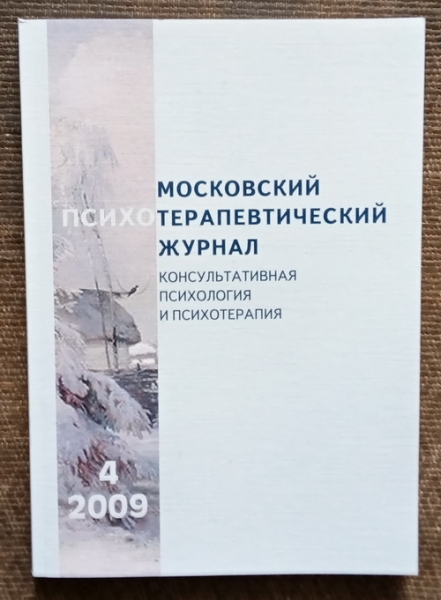 МОСКОВСКИЙ
ПСИХОТЕРАПЕВТИЧЕСКИЙ
ЖУРНАЛ
КОНСУЛЬТАТИВНАЯ
ПСИХОЛОГИЯ
И ПСИХОТЕРАПИЯ
4
2009